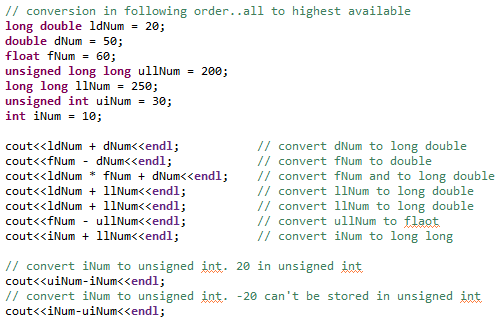 // conversion in following order..all to highest available
long double ldNum = 20;
double dNum = 50;
float fNum = 60;
unsigned long long ullNum = 200;
long long llNum = 250;
unsigned int uiNum = 30;
int iNum = 10;
cout<<ldNum + dNum<<endl; // convert dNum to long double
cout<<fNum - dNum<<endl; // convert fNum to double
cout<<ldNum * fNum + dNum<<endl; // convert fNum and to long double
cout<<ldNum + llNum<<endl; // convert llNum to long double
cout<<ldNum + llNum<<endl; // convert llNum to long double
cout<<fNum - ullNum<<endl; // convert ullNum to flaot
cout<<iNum + llNum<<endl; // convert iNum to long long
// convert iNum to unsigned int. 20 in unsigned int
cout<<uiNum-iNum<<endl;
// convert iNum to unsigned int. -20 can't be stored in unsigned int
cout<<iNum-uiNum<<endl;